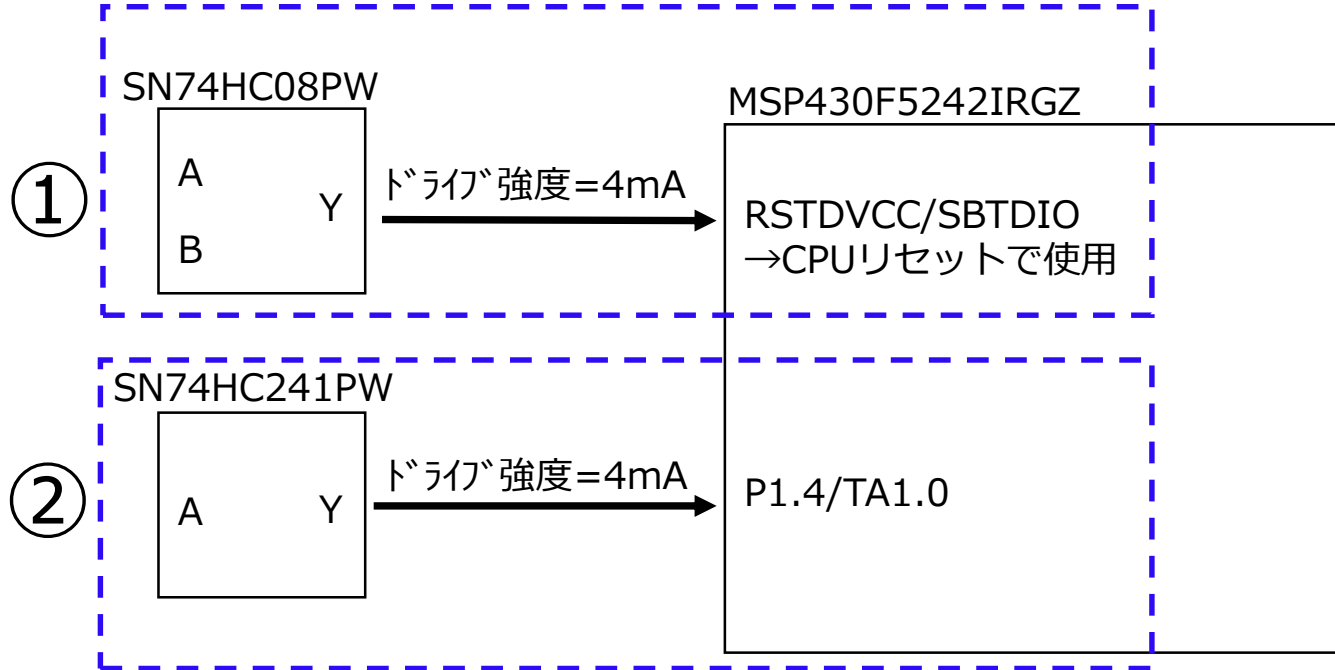 SN74HC08PW
MSP430F5242IRGZ
①
A
B
Y
ﾄﾞﾗｲﾌﾞ強度=4mA
RSTDVCC/SBTDIO
→CPUリセットで使用
SN74HC241PW
②
A
Y
ﾄﾞﾗｲﾌﾞ強度=4mA
P1.4/TA1.0